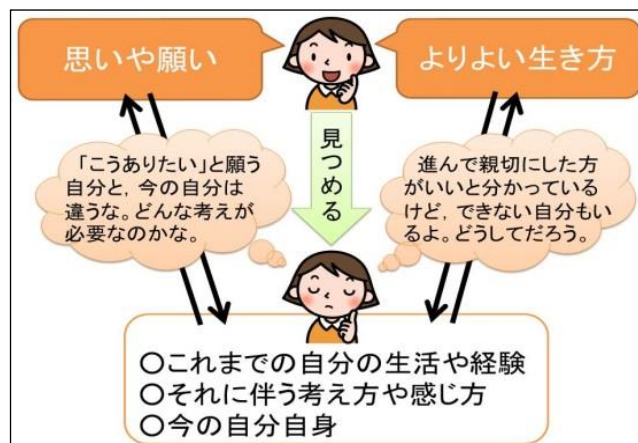 思いや願い
よりよい生き方
見つめる
「こうありたい」と願う
自分と，今の自分は
違うな。どんな考えが
必要なのかな。
進んで親切にした方
がいいと分かっている
けど，できない自分もい
るよ。どうしてだろう。
〇これまでの自分の生活や経験
〇それに伴う考え方や感じ方
〇今の自分自身